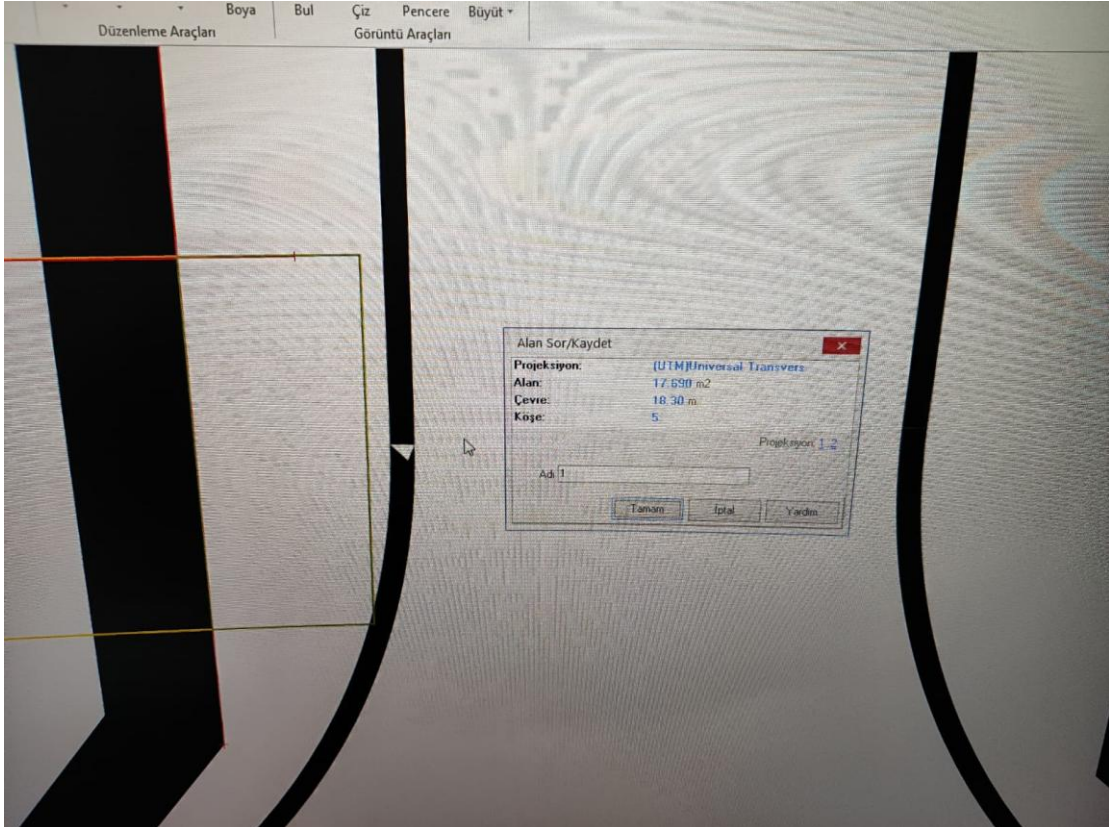 Boya Bul Çiz Pencere Büyüt
Düzenleme Araçları Görüntü Araçları
Alan Sor/Kaydet
Projeksiyon: (UTM)Universal Transvers
Alan: 17.690 m2
Çevre: 18.30 m
Köşe: 5
Projeksiyon: 1 2
Adı 1
Tamam İptal Yardım